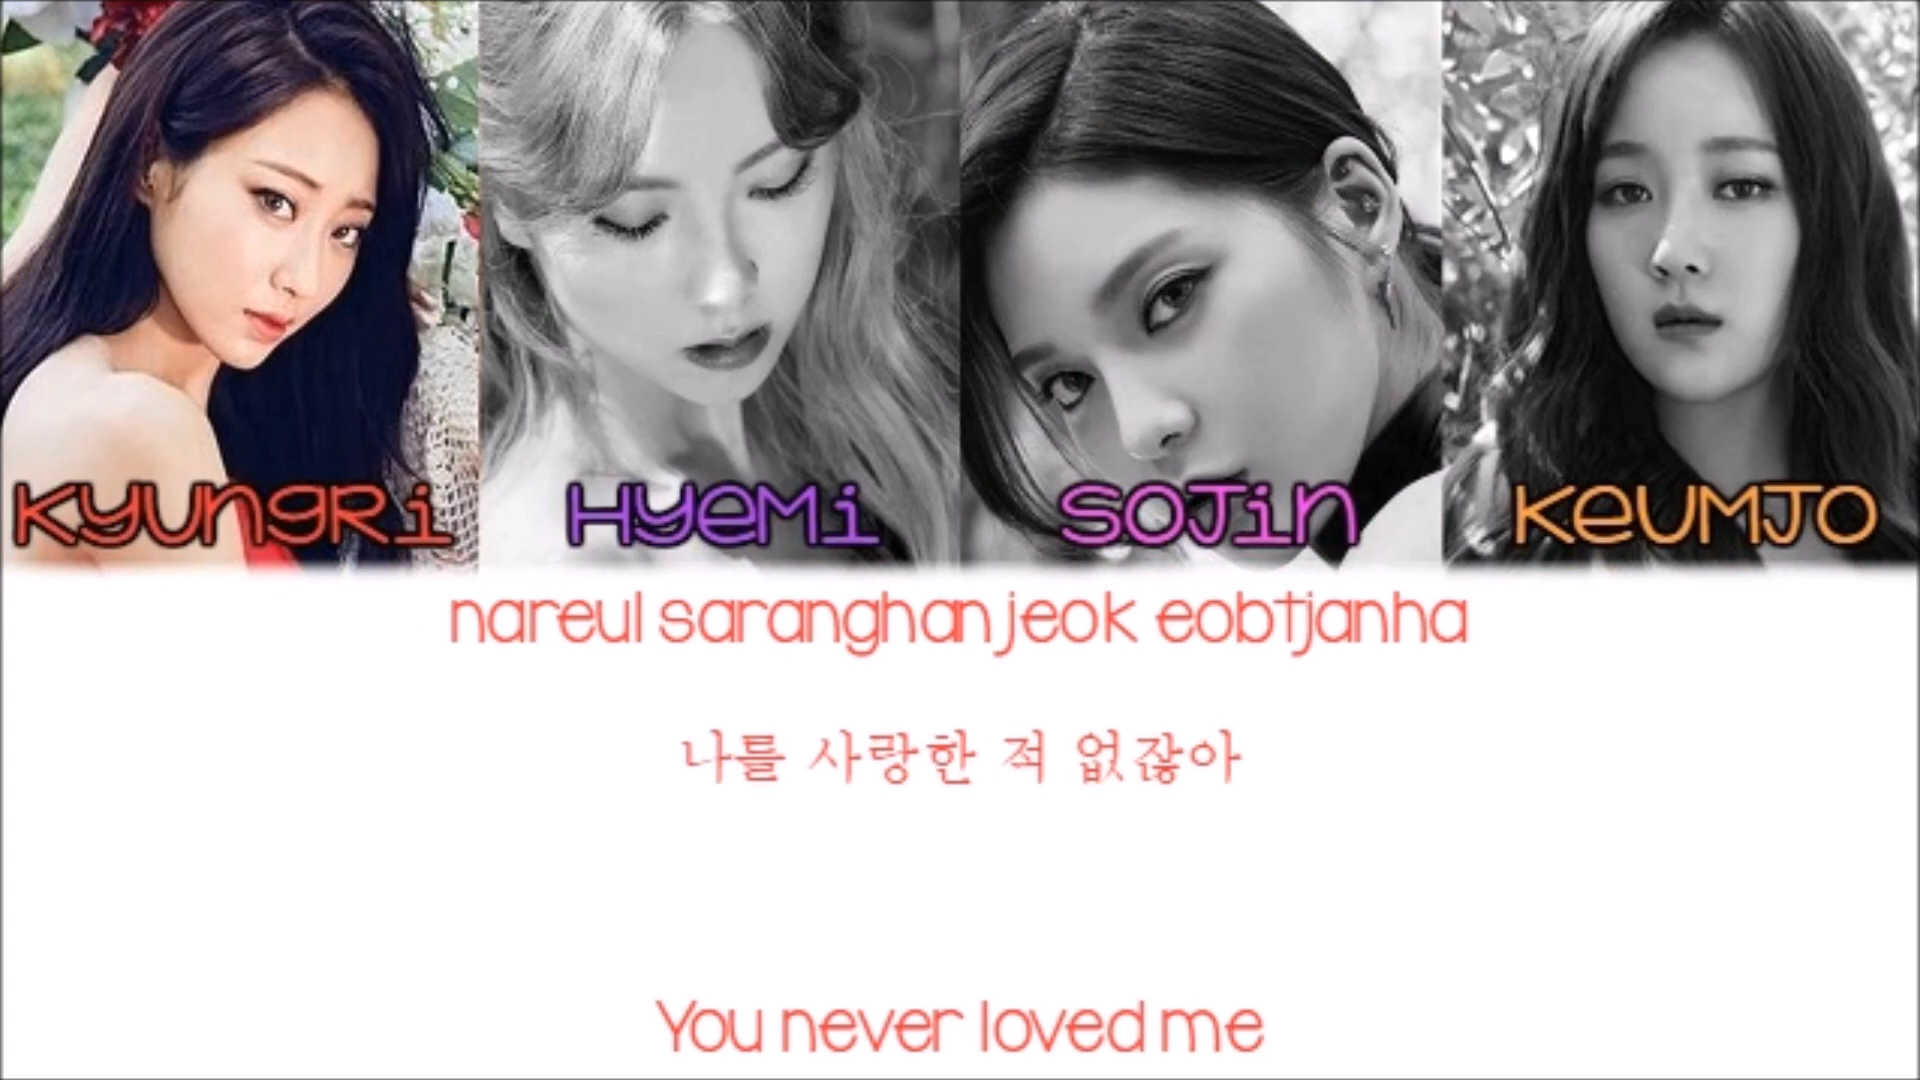 KYUNGRi
HYEMi
SOJiN
KEUMJO
nareul saranghan jeok eobtjanha
나를 사랑한 적 없잖아
You never loved me